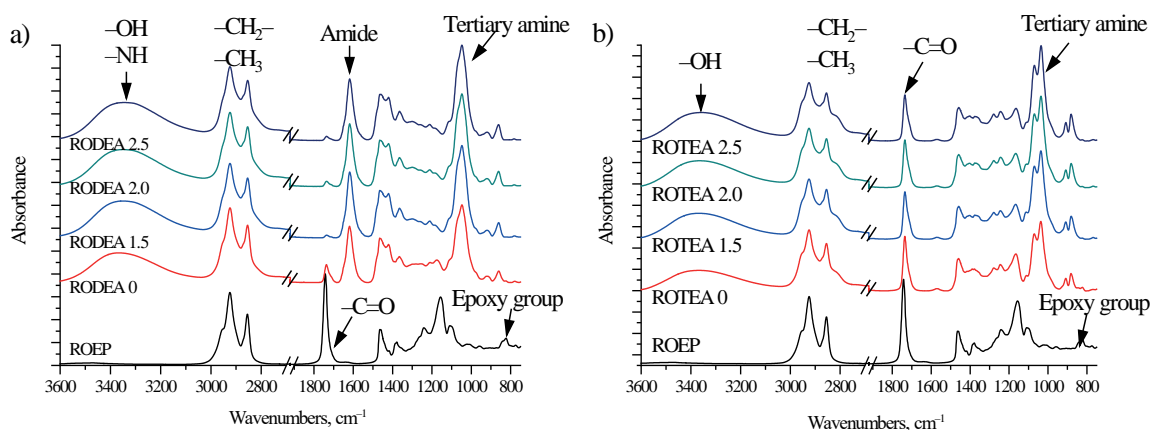 a)
–OH
–NH
–CH2–
–CH3
Amide
Tertiary amine
RODEA 2.5
RODEA 2.0
RODEA 1.5
RODEA 0
ROEP
–C=O
Epoxy group
Absorbance
3600 3400 3200 3000 2800 1800 1600 1400 1200 1000 800
Wavenumbers, cm–1
b)
–OH
–CH2–
–CH3
–C=O
Tertiary amine
ROTEA 2.5
ROTEA 2.0
ROTEA 1.5
ROTEA 0
ROEP
Epoxy group
Absorbance
3600 3400 3200 3000 2800 1800 1600 1400 1200 1000 800
Wavenumbers, cm–1